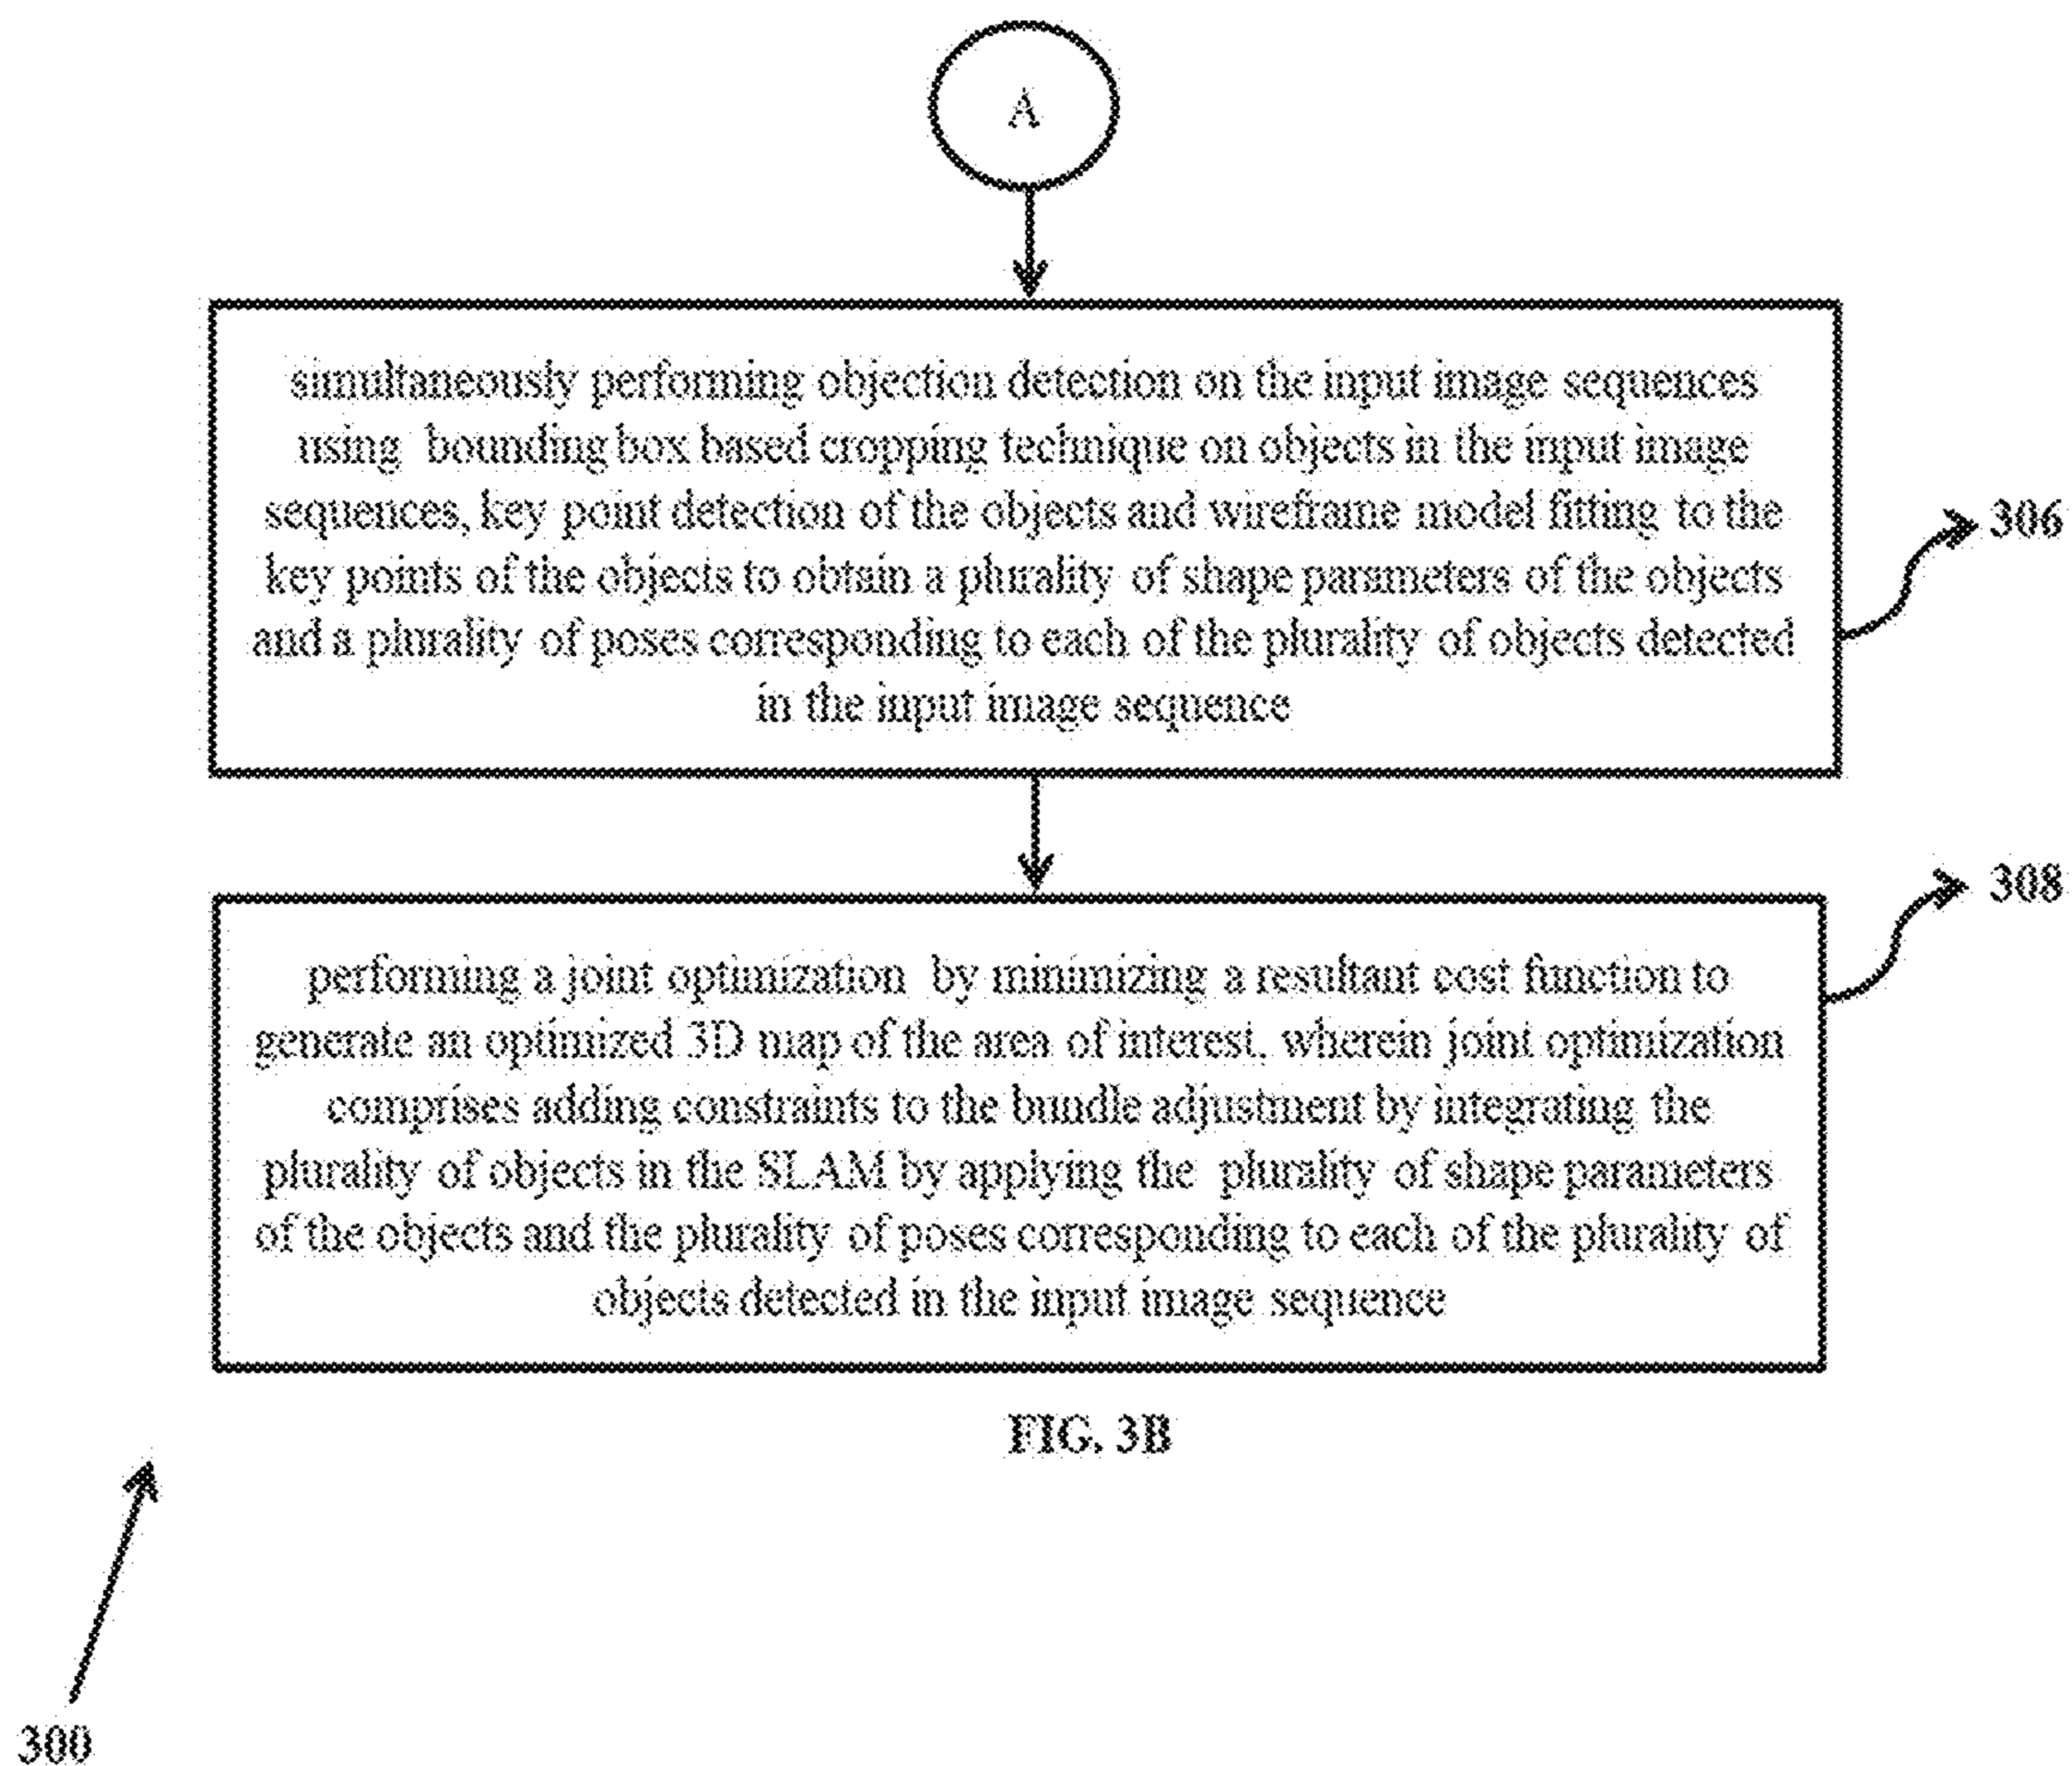 A
simultaneously performing objection detection on the input image sequences
using bounding box based cropping technique on objects in the input image
sequences, key point detection of the objects and wireframe model fitting to the
306
key points of the objects to obtain a plurality of shape parameters of the objects
and a plurality of poses corresponding to each of the plurality of objects detected
in the input image sequence
308
performing a joint optimization by minimizing a resultant cost function to
generate an optimized 3D map of the area of interest, wherein joint optimization
comprises adding constraints to the bundle adjustment by integrating the
plurality of objects in the SLAM by applying the plurality of shape parameters
of the objects and the plurality of poses corresponding to each of the plurality of
objects detected in the input image sequence
FIG. 3B
300